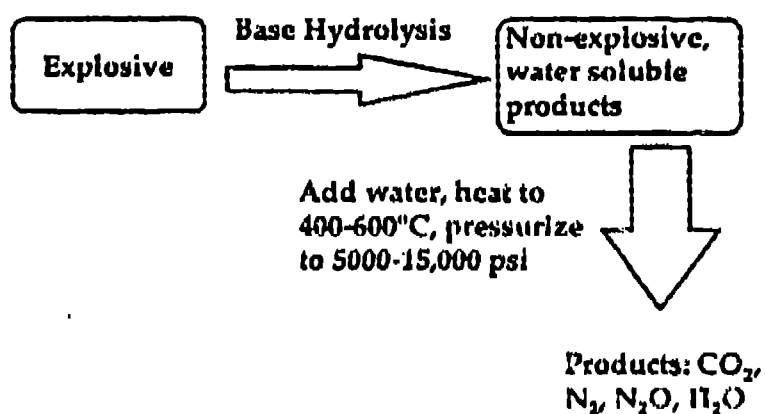 Explosive
Base Hydrolysis
Non-explosive,
water soluble
products
Add water, heat to
400-600°C, pressurize
to 5000-15,000 psi
Products: CO₂,
N₂, N₂O, H₂O